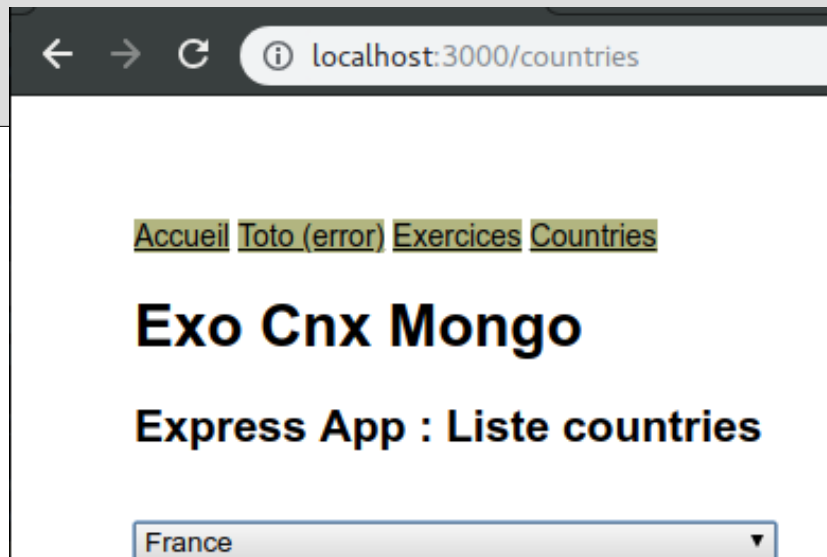 localhost:3000/countries
Accueil Toto (error) Exercices Countries
Exo Cnx Mongo
Express App : Liste countries
France